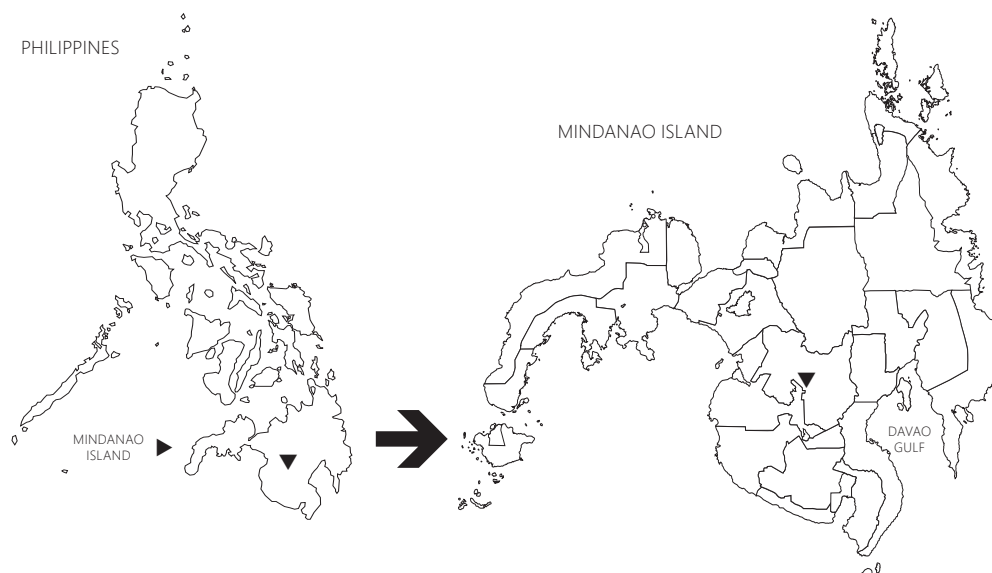 PHILIPPINES
MINDANAO ISLAND
MINDANAO
ISLAND
DAVAO
GULF